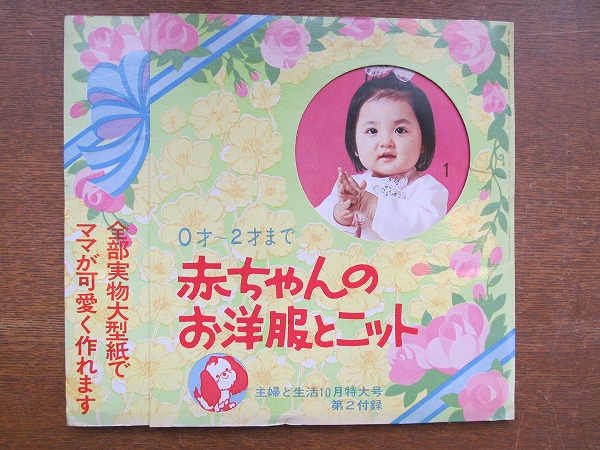 0才~2才まで
赤ちゃんの
お洋服とニット
主婦と生活10月特大号
第2付録
全部実物大型紙で
ママが可愛く作れます
1